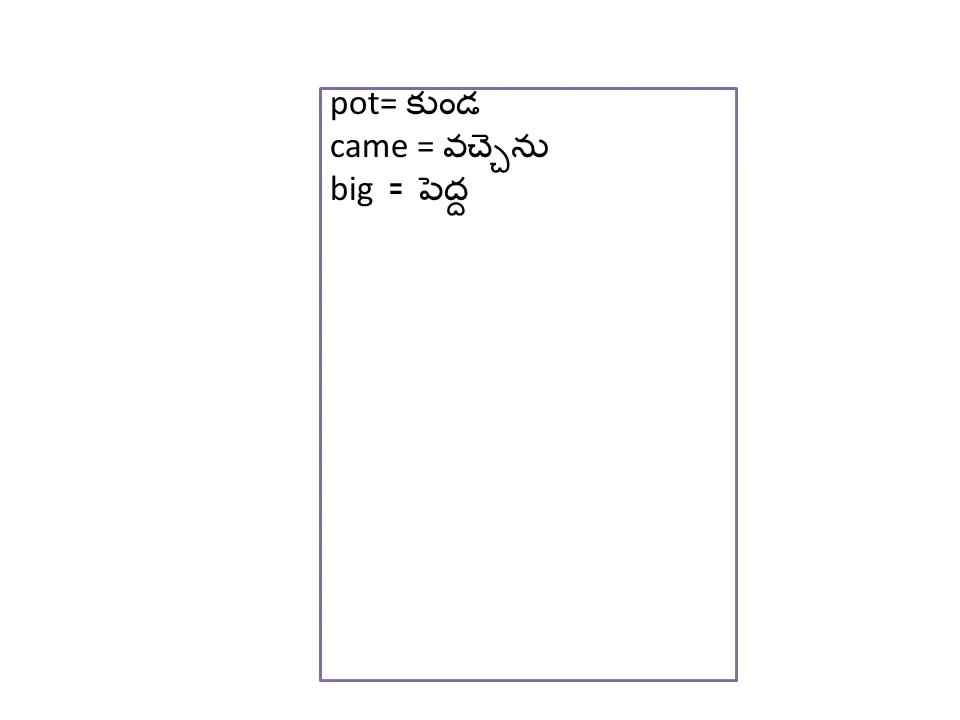 pot= కుండ
came = వచ్చెను
big = పెద్ద